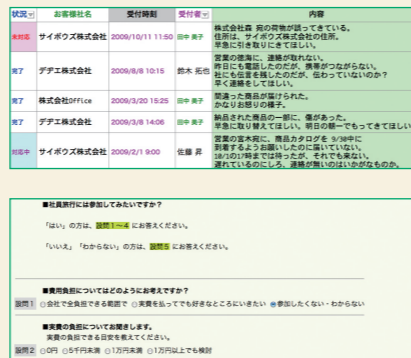 状況 お客様社名 受付時刻 受付者 内容
未対応 サイボウズ株式会社 2009/10/11 11:50 田中 美子
株式会社森 宛の荷物が誤ってきている。
住所は、サイボウズ株式会社の住所。
早急に引き取りにきてほしい。
完了 デヂエ株式会社 2009/8/8 10:15 鈴木 拓也
営業の徳海に、連絡が取れない。
昨日にも電話したのだが、携帯がつながらない。
社にも伝言を残したのだが、伝わっていないのか?
早く連絡をしてほしい。
完了 株式会社Office 2009/3/20 15:25 田中 美子
間違った商品が届けられた。
かなりお怒りの様子。
完了 デヂエ株式会社 2009/3/8 14:06 田中 美子
納品された商品の一部に、傷があった。
早急に取り替えてほしい。明日の朝一でもってきてほしい
対応中 サイボウズ株式会社 2009/2/1 9:00 佐藤 昇
営業の宮木宛に、商品カタログを 9/30中に
到着するようお願いしたのに届いていない。
10/1の17時までは待ったが、それでも来ない。
遅れているのにしろ、連絡が無いのはいかがなものか。
■社員旅行には参加してみたいですか?
「はい」の方は、設問1~4 にお答えください。
「いいえ」「わからない」の方は、設問5 にお答えください。
■費用負担についてはどのようにお考えですか?
設問1 ○会社で全負担できる範囲で ○実費を払ってでも好きなところにいきたい ◉参加したくない・わからない
■実費の負担についてお聞きします。
実費の負担できる目安を教えてください。
設問2 ○0円 ○5千円未満 ○1万円未満 ○1万円以上でも検討